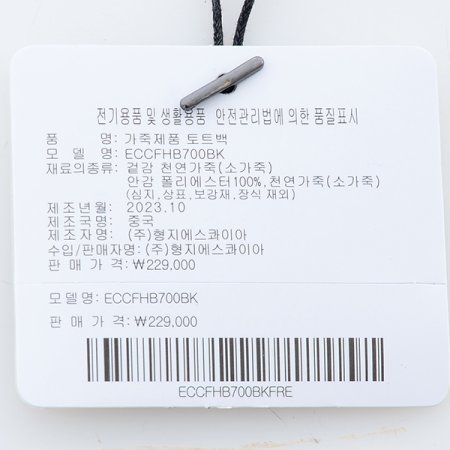 전기용품 및 생활용품 안전관리법에 의한 품질표시
품 명: 가죽제품 토트백
모 델 명: ECCFHB700BK
재료의종류: 겉감 천연가죽(소가죽)
안감 폴리에스터100%,천연가죽(소가죽)
(심지,상표,보강재,장식 재외)
제조년월: 2023.10
제조국명: 중국
제조자명: (주)형지에스콰이아
수입/판매자명: (주)형지에스콰이아
판 매 가 격: ₩229,000
모델명: ECCFHB700BK
판 매 가 격: ₩229,000
ECCFHB700BKFRE